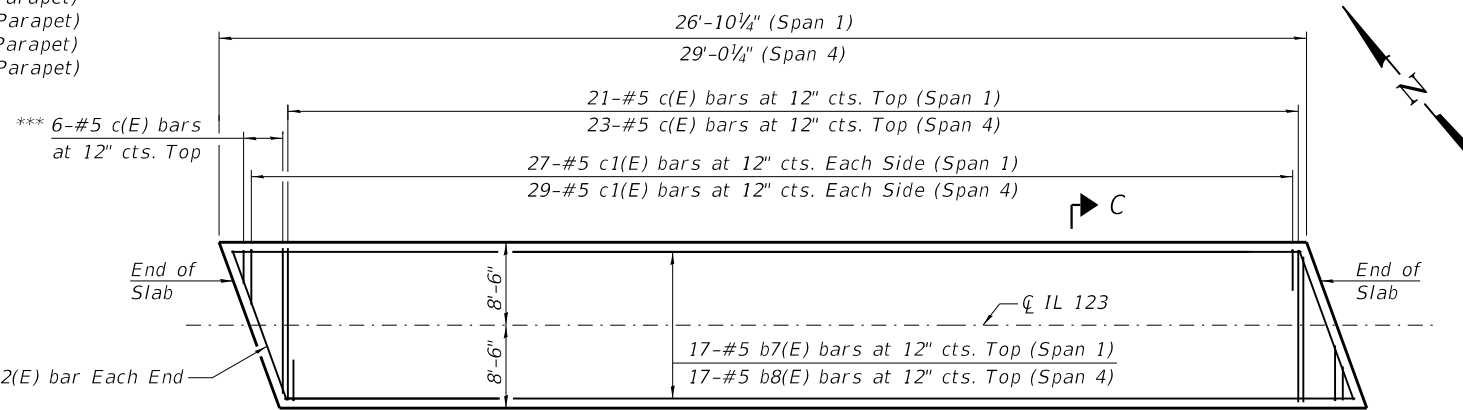 Parapet)
Parapet)
Parapet)
Parapet)
26'-10¼" (Span 1)
29'-0¼" (Span 4)
21-#5 c(E) bars at 12" cts. Top (Span 1)
23-#5 c(E) bars at 12" cts. Top (Span 4)
*** 6-#5 c(E) bars
at 12" cts. Top
27-#5 c1(E) bars at 12" cts. Each Side (Span 1)
29-#5 c1(E) bars at 12" cts. Each Side (Span 4)
N
C
End of
Slab
8'-6"
8'-6"
℄ IL 123
End of
Slab
17-#5 b7(E) bars at 12" cts. Top (Span 1)
17-#5 b8(E) bars at 12" cts. Top (Span 4)
2(E) bar Each End